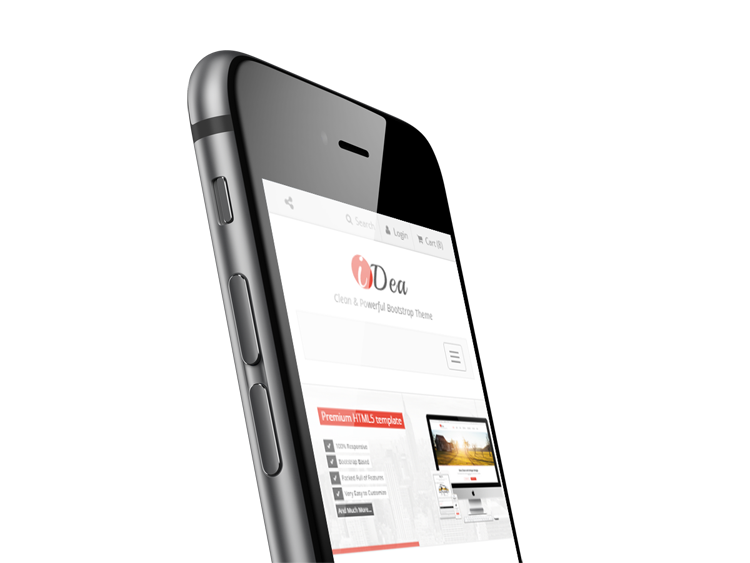 Search Login Cart (8)
iDea
Clean & Powerful Bootstrap Theme
Premium HTML5 template
100% Responsive
Bootstrap Based
Packed Full of Features
Very Easy to Customize
And Much More...